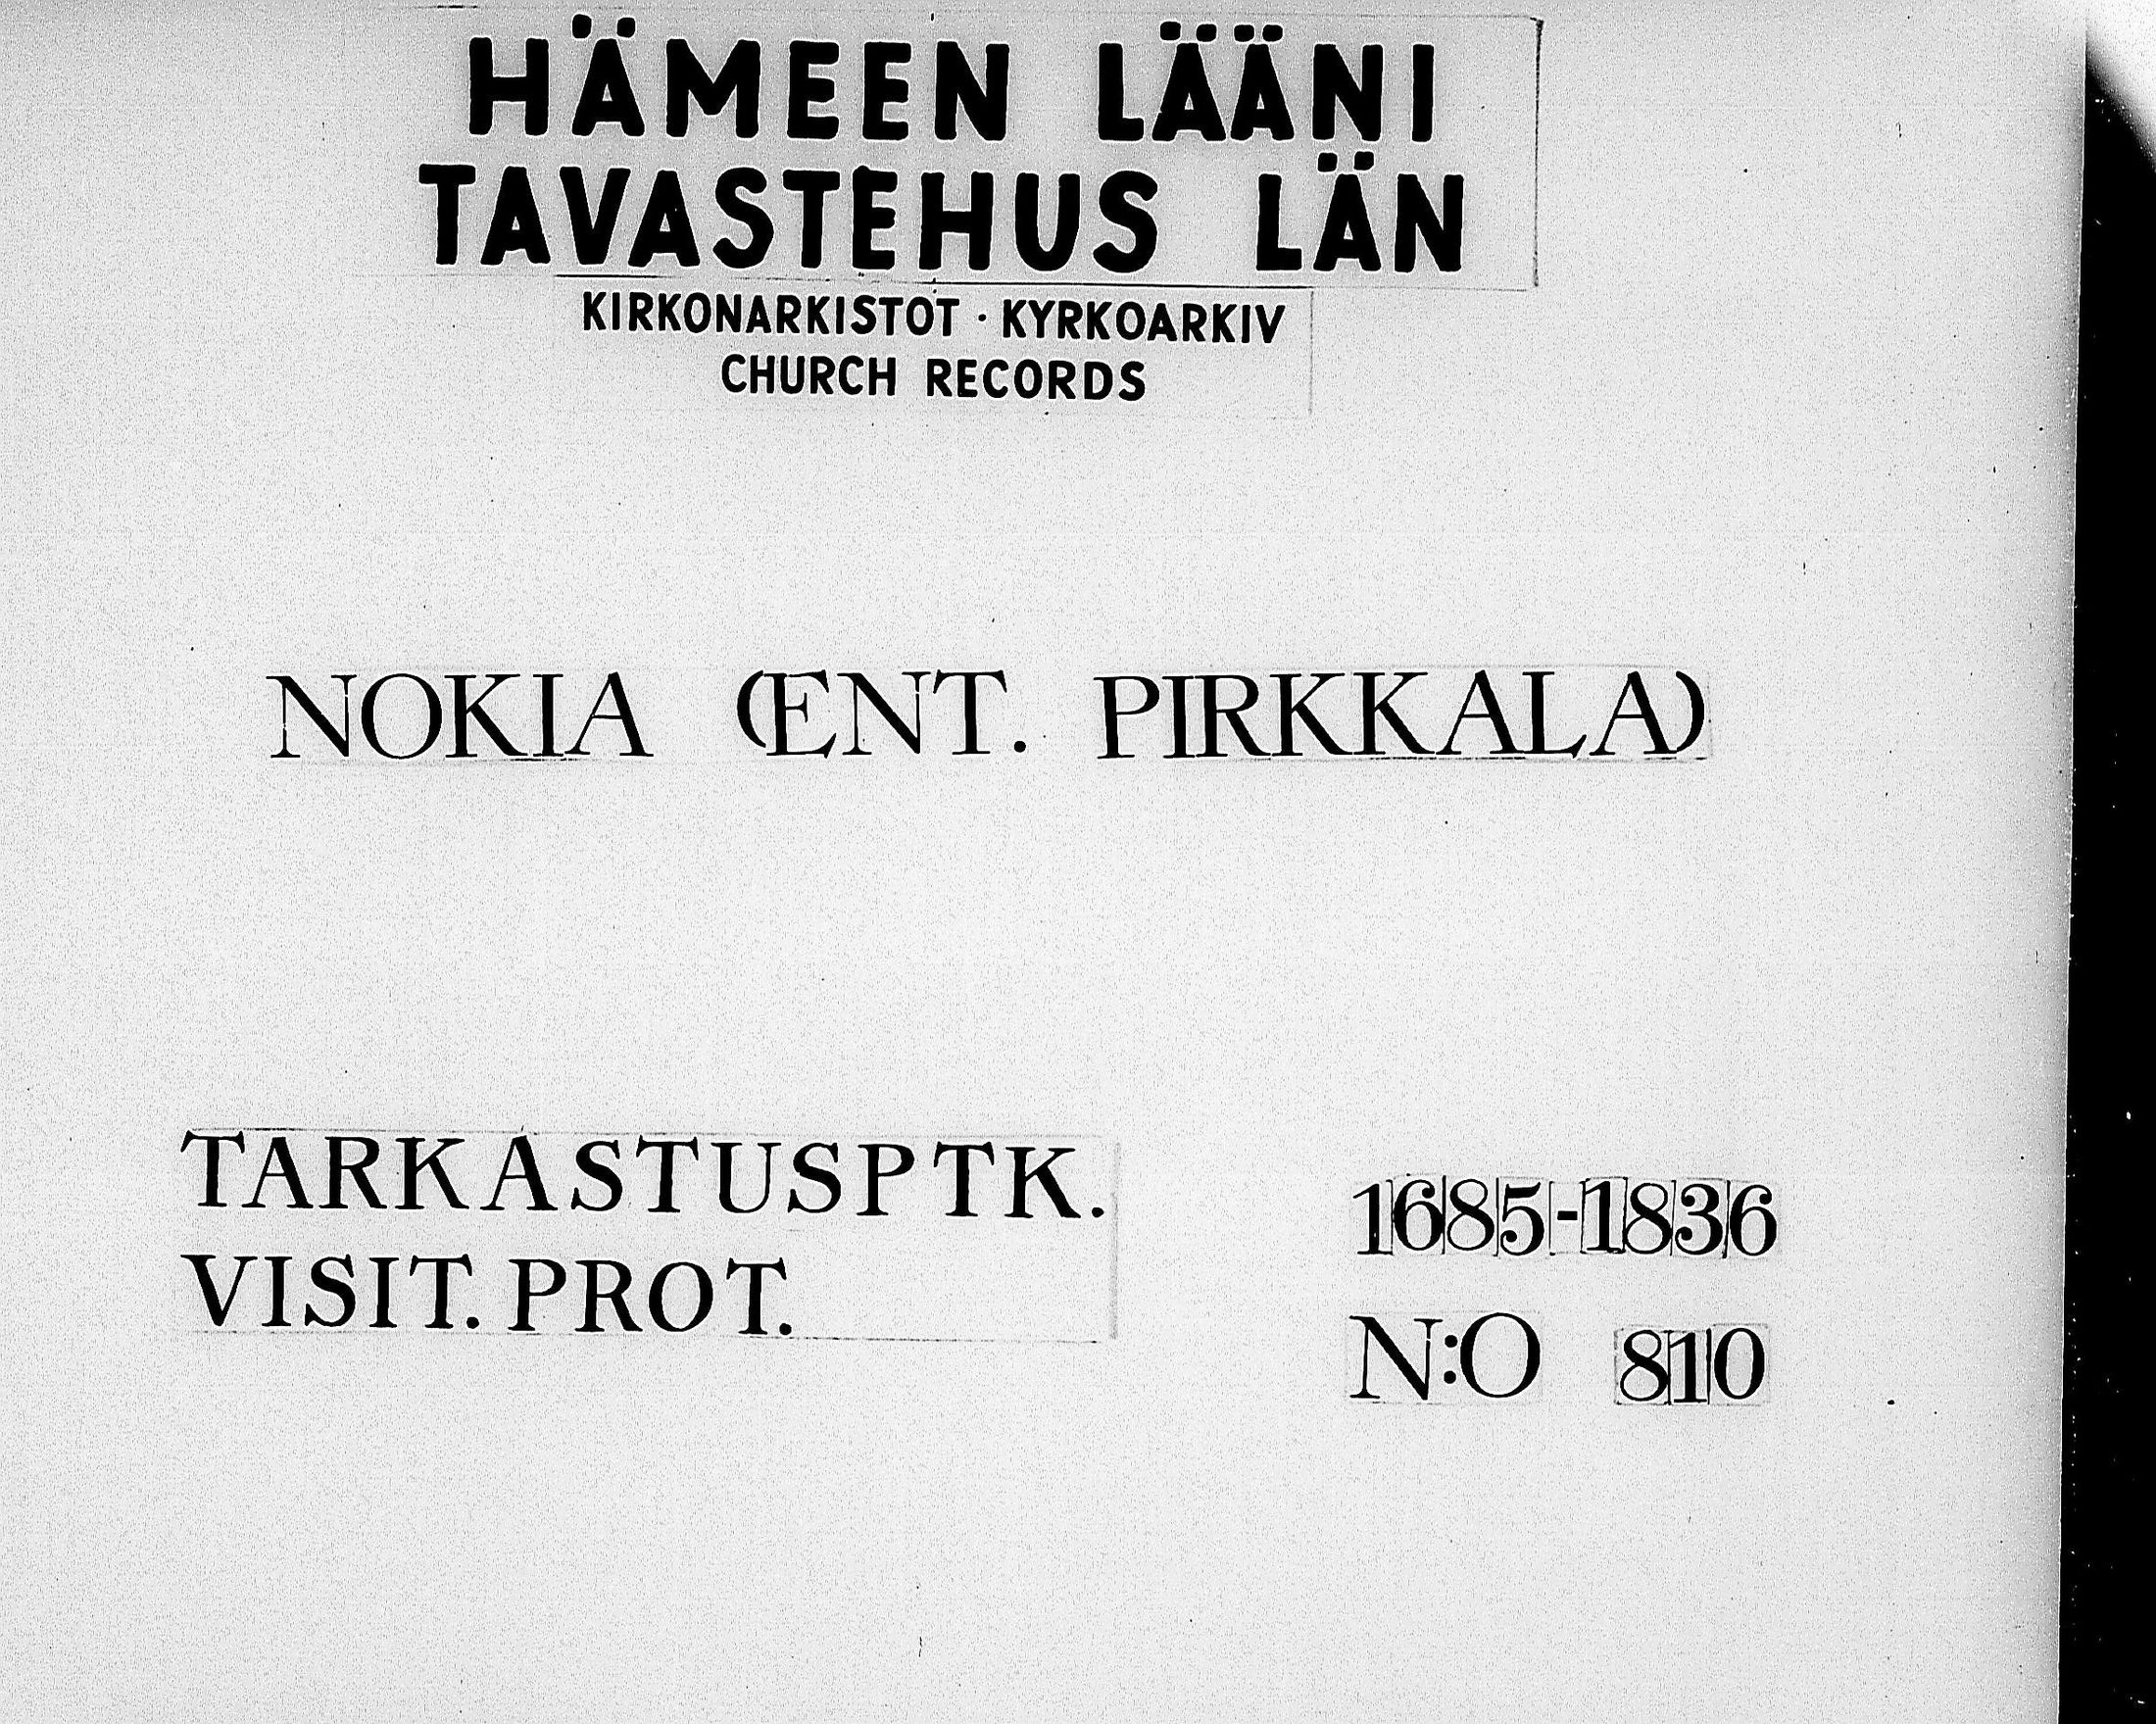 HÄMEEN LÄÄNI
TAVASTEHUS LÄN
KIRKONARKISTOT · KYRKOARKIV
CHURCH RECORDS
NOKIA (ENT. PIRKKALA)
TARKASTUSPTK.
VISIT. PROT.
1685-1836
N:O 810